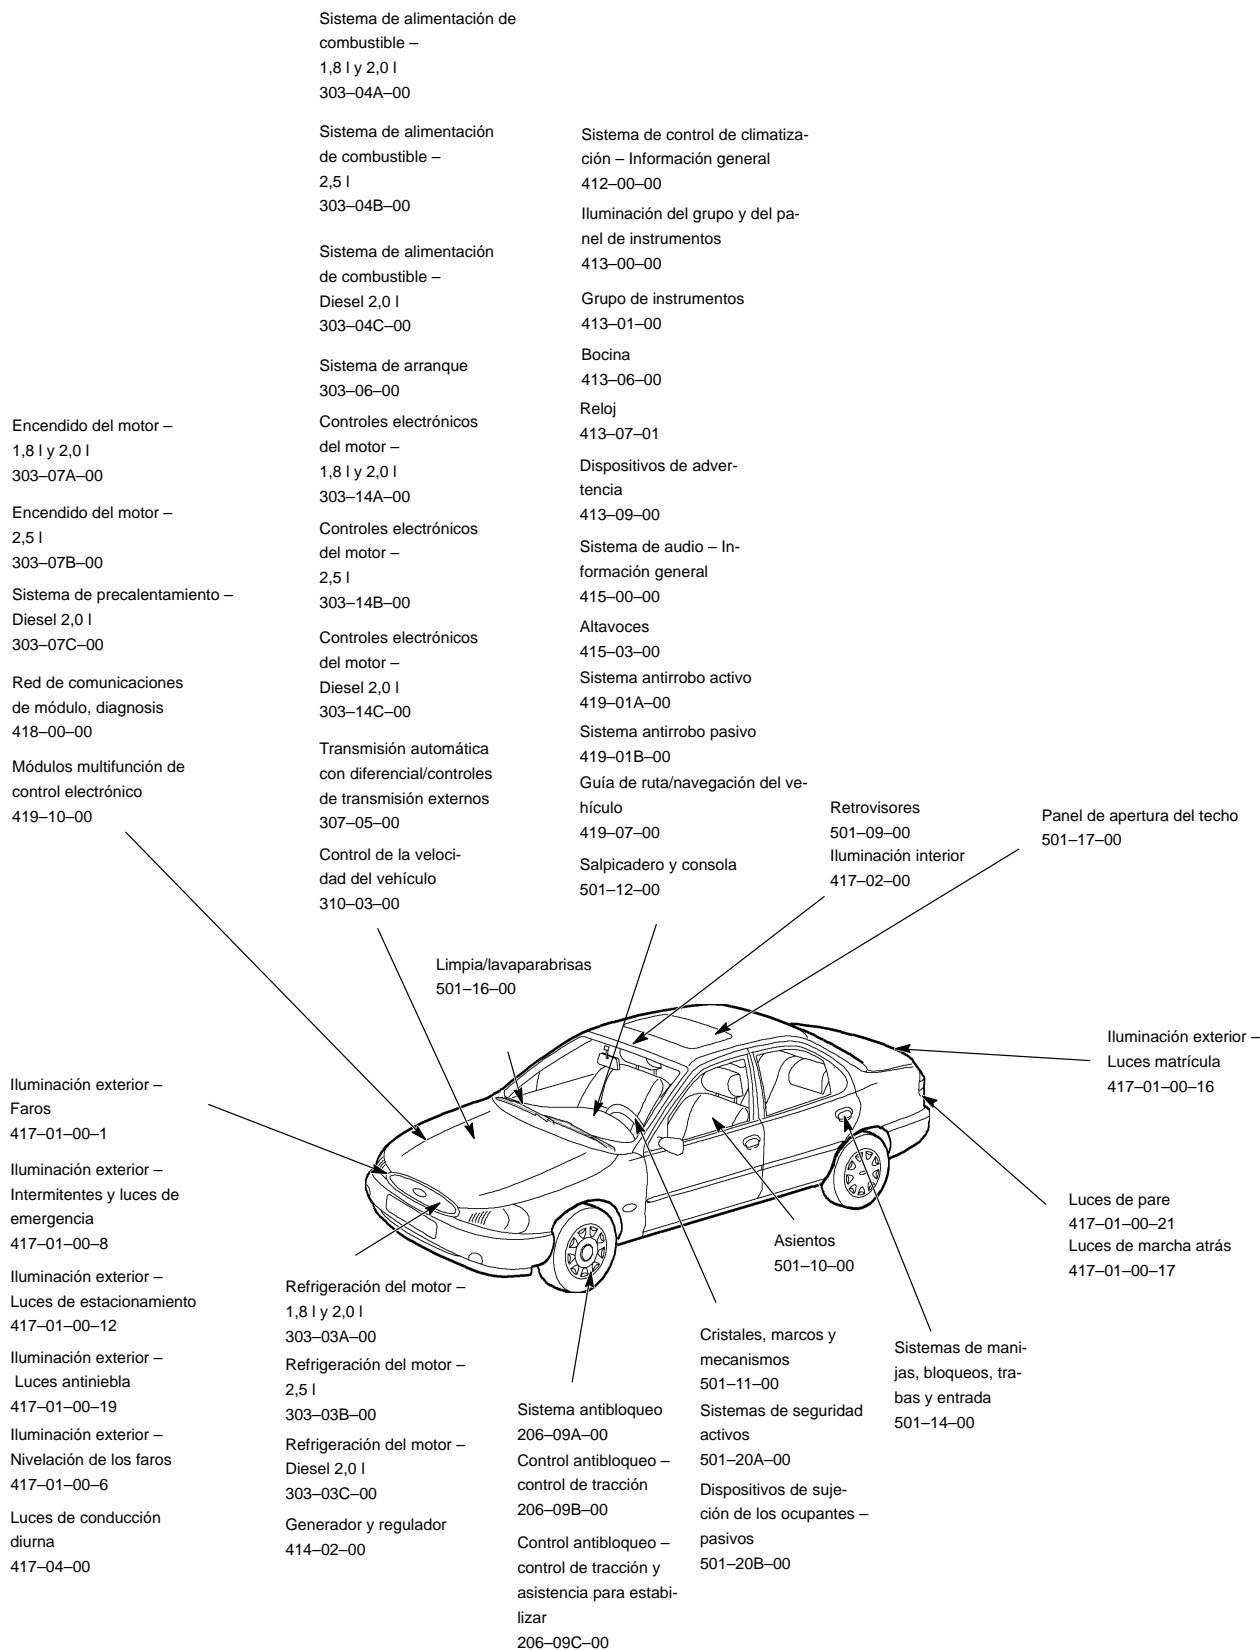 Sistema de alimentación de
combustible –
1,8 l y 2,0 l
303–04A–00
Sistema de alimentación
de combustible –
2,5 l
303–04B–00
Sistema de alimentación
de combustible –
Diesel 2,0 l
303–04C–00
Sistema de arranque
303–06–00
Controles electrónicos
del motor –
1,8 l y 2,0 l
303–14A–00
Controles electrónicos
del motor –
2,5 l
303–14B–00
Controles electrónicos
del motor –
Diesel 2,0 l
303–14C–00
Transmisión automática
con diferencial/controles
de transmisión externos
307–05–00
Control de la veloci-
dad del vehículo
310–03–00
Sistema de control de climatiza-
ción – Información general
412–00–00
Iluminación del grupo y del pa-
nel de instrumentos
413–00–00
Grupo de instrumentos
413–01–00
Bocina
413–06–00
Reloj
413–07–01
Dispositivos de adver-
tencia
413–09–00
Sistema de audio – In-
formación general
415–00–00
Altavoces
415–03–00
Sistema antirrobo activo
419–01A–00
Sistema antirrobo pasivo
419–01B–00
Guía de ruta/navegación del ve-
hículo
419–07–00
Salpicadero y consola
501–12–00
Encendido del motor –
1,8 l y 2,0 l
303–07A–00
Encendido del motor –
2,5 l
303–07B–00
Sistema de precalentamiento –
Diesel 2,0 l
303–07C–00
Red de comunicaciones
de módulo, diagnosis
418–00–00
Módulos multifunción de
control electrónico
419–10–00
Retrovisores
501–09–00
Iluminación interior
417–02–00
Panel de apertura del techo
501–17–00
Limpia/lavaparabrisas
501–16–00
Iluminación exterior –
Luces matrícula
417–01–00–16
Iluminación exterior –
Faros
417–01–00–1
Iluminación exterior –
Intermitentes y luces de
emergencia
417–01–00–8
Iluminación exterior –
Luces de estacionamiento
417–01–00–12
Iluminación exterior –
Luces antiniebla
417–01–00–19
Iluminación exterior –
Nivelación de los faros
417–01–00–6
Luces de conducción
diurna
417–04–00
Refrigeración del motor –
1,8 l y 2,0 l
303–03A–00
Refrigeración del motor –
2,5 l
303–03B–00
Refrigeración del motor –
Diesel 2,0 l
303–03C–00
Generador y regulador
414–02–00
Sistema antibloqueo
206–09A–00
Control antibloqueo –
control de tracción
206–09B–00
Control antibloqueo –
control de tracción y
asistencia para estabi-
lizar
206–09C–00
Cristales, marcos y
mecanismos
501–11–00
Sistemas de seguridad
activos
501–20A–00
Dispositivos de suje-
ción de los ocupantes –
pasivos
501–20B–00
Asientos
501–10–00
Sistemas de mani-
jas, bloqueos, tra-
bas y entrada
501–14–00
Luces de pare
417–01–00–21
Luces de marcha atrás
417–01–00–17